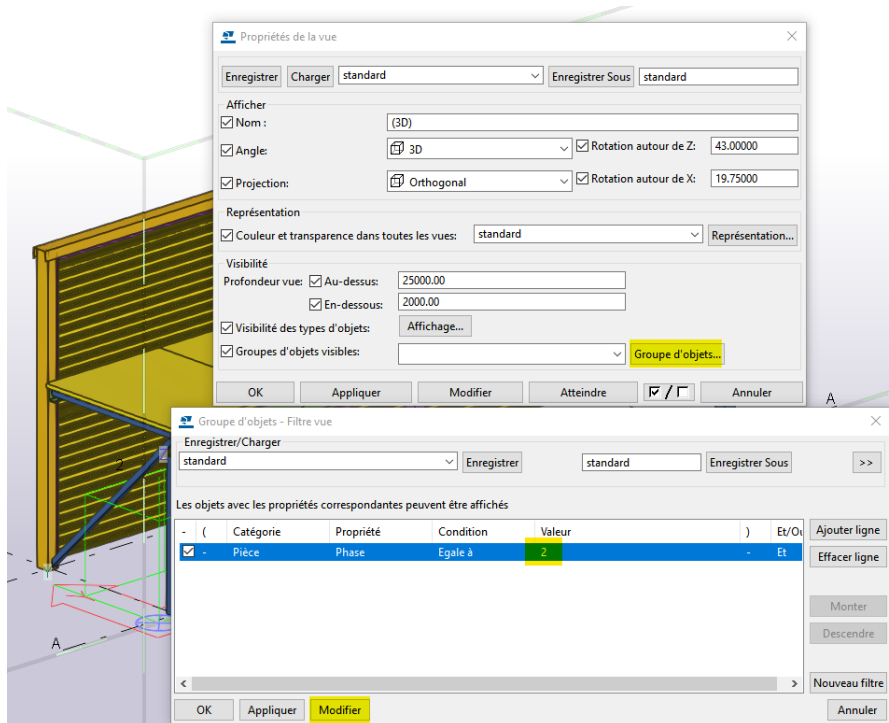 Propriétés de la vue
Enregistrer Charger standard Enregistrer Sous standard
Afficher
Nom : (3D)
Angle: 3D Rotation autour de Z: 43.00000
Projection: Orthogonal Rotation autour de X: 19.75000
Représentation
Couleur et transparence dans toutes les vues: standard Représentation...
Visibilité
Profondeur vue: Au-dessus: 25000.00
En-dessous: 2000.00
Visibilité des types d'objets: Affichage...
Groupes d'objets visibles: Groupe d'objets...
OK Appliquer Modifier Atteindre / Annuler
A
Groupe d'objets - Filtre vue
Enregistrer/Charger
standard Enregistrer standard Enregistrer Sous >>
2
Les objets avec les propriétés correspondantes peuvent être affichés
- ( Catégorie Propriété Condition Valeur ) Et/Ou Ajouter ligne
- Pièce Phase Egale à 2 - Et
Effacer ligne
Monter
Descendre
A
Nouveau filtre
OK Appliquer Modifier Annuler